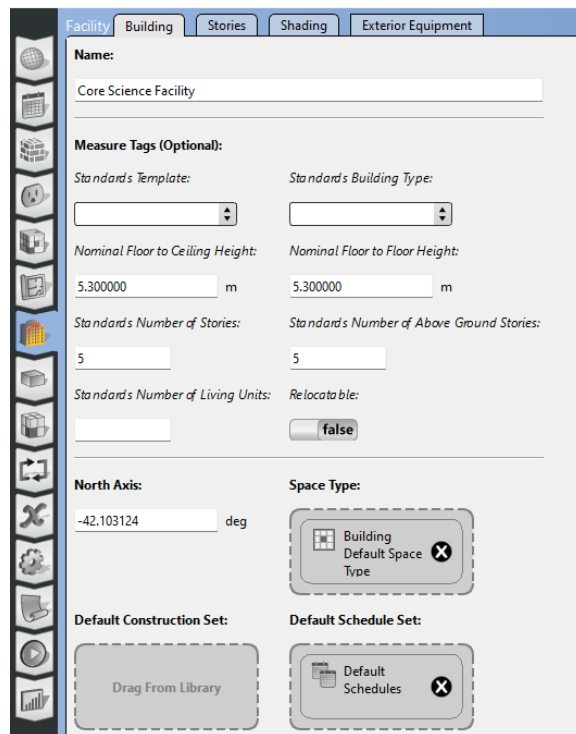 Facility Building Stories Shading Exterior Equipment
Name:
Core Science Facility
Measure Tags (Optional):
Standards Template: Standards Building Type:
Nominal Floor to Ceiling Height: Nominal Floor to Floor Height:
5.300000 m 5.300000 m
Standards Number of Stories: Standards Number of Above Ground Stories:
5 5
Standards Number of Living Units: Relocatable:
false
North Axis: Space Type:
-42.103124 deg
Building
Default Space
Type
Default Construction Set: Default Schedule Set:
Drag From Library
Default
Schedules